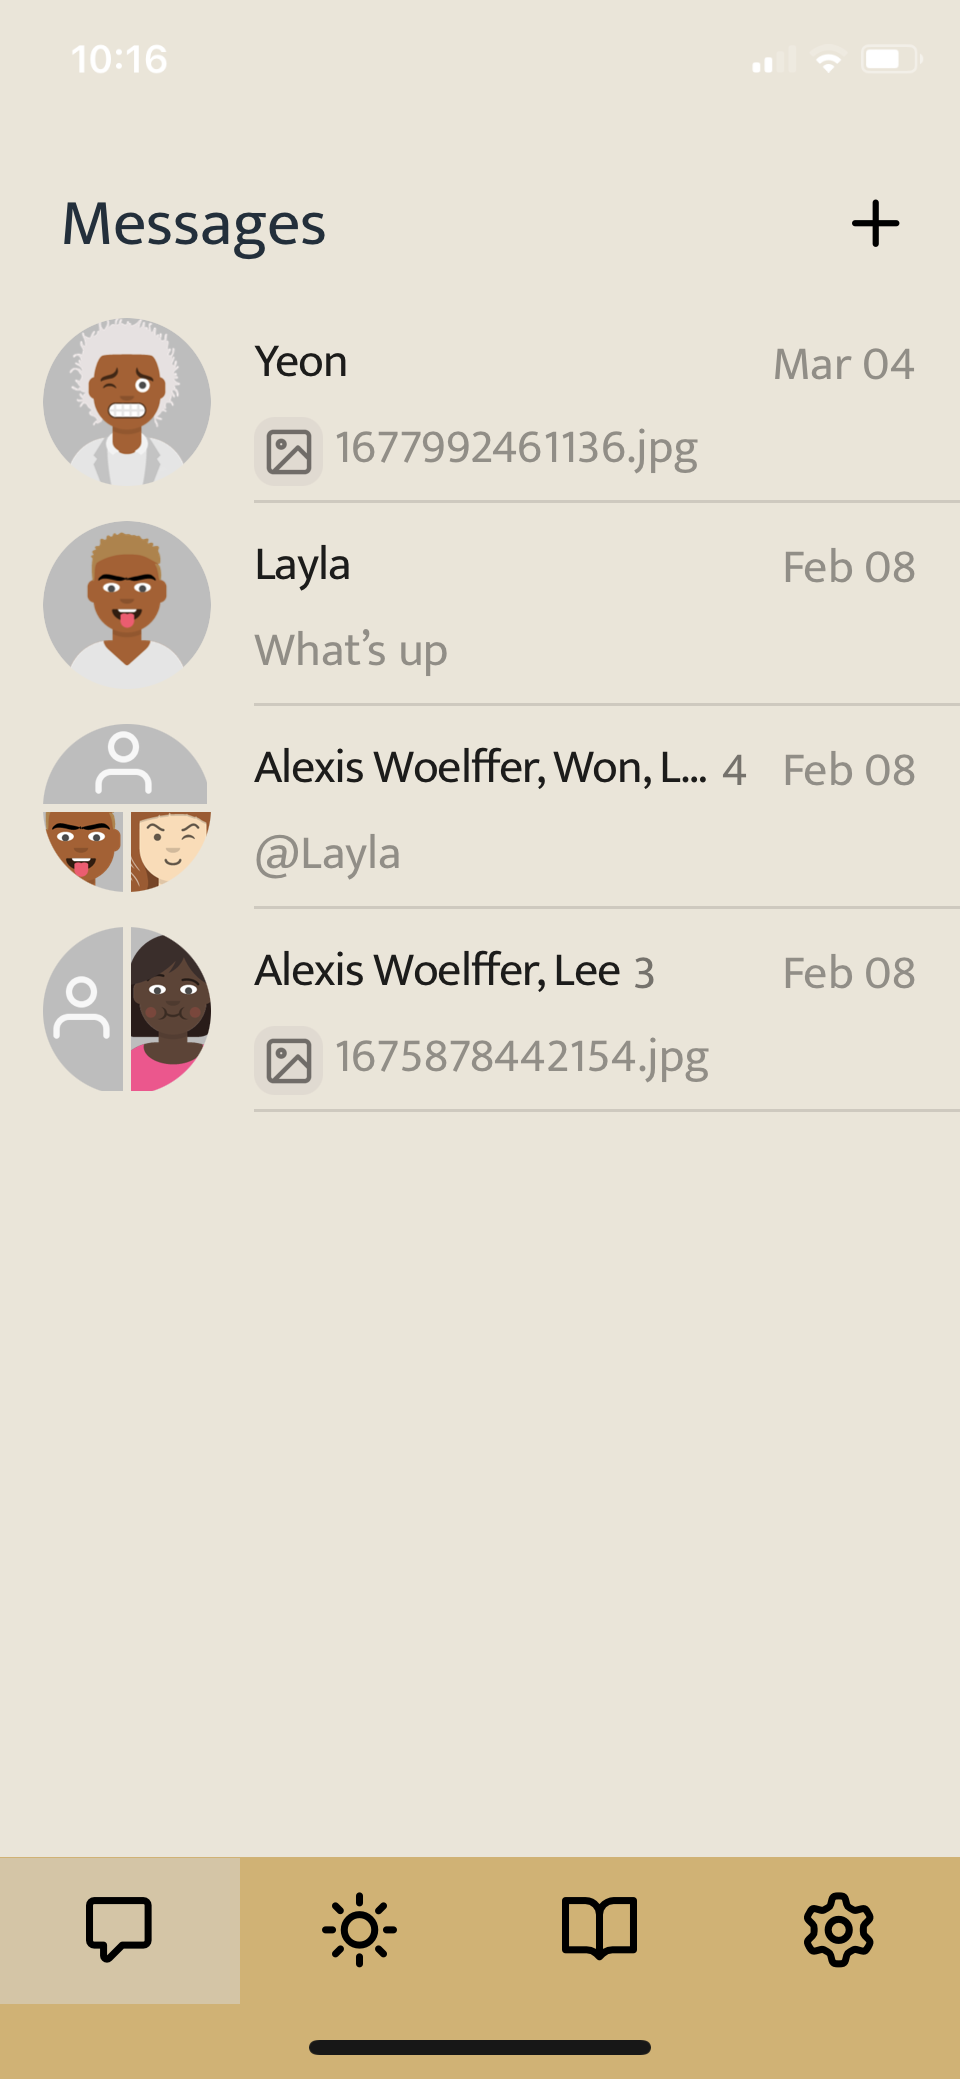 10:16
Messages
Yeon
Mar 04
1677992461136.jpg
Layla
Feb 08
What's up
Alexis Woelffer, Won, L... 4
Feb 08
@Layla
Alexis Woelffer, Lee 3
Feb 08
1675878442154.jpg